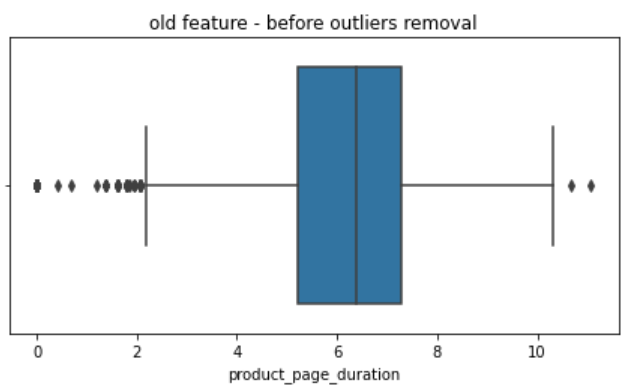 old feature - before outliers removal
0 2 4 6 8 10
product_page_duration